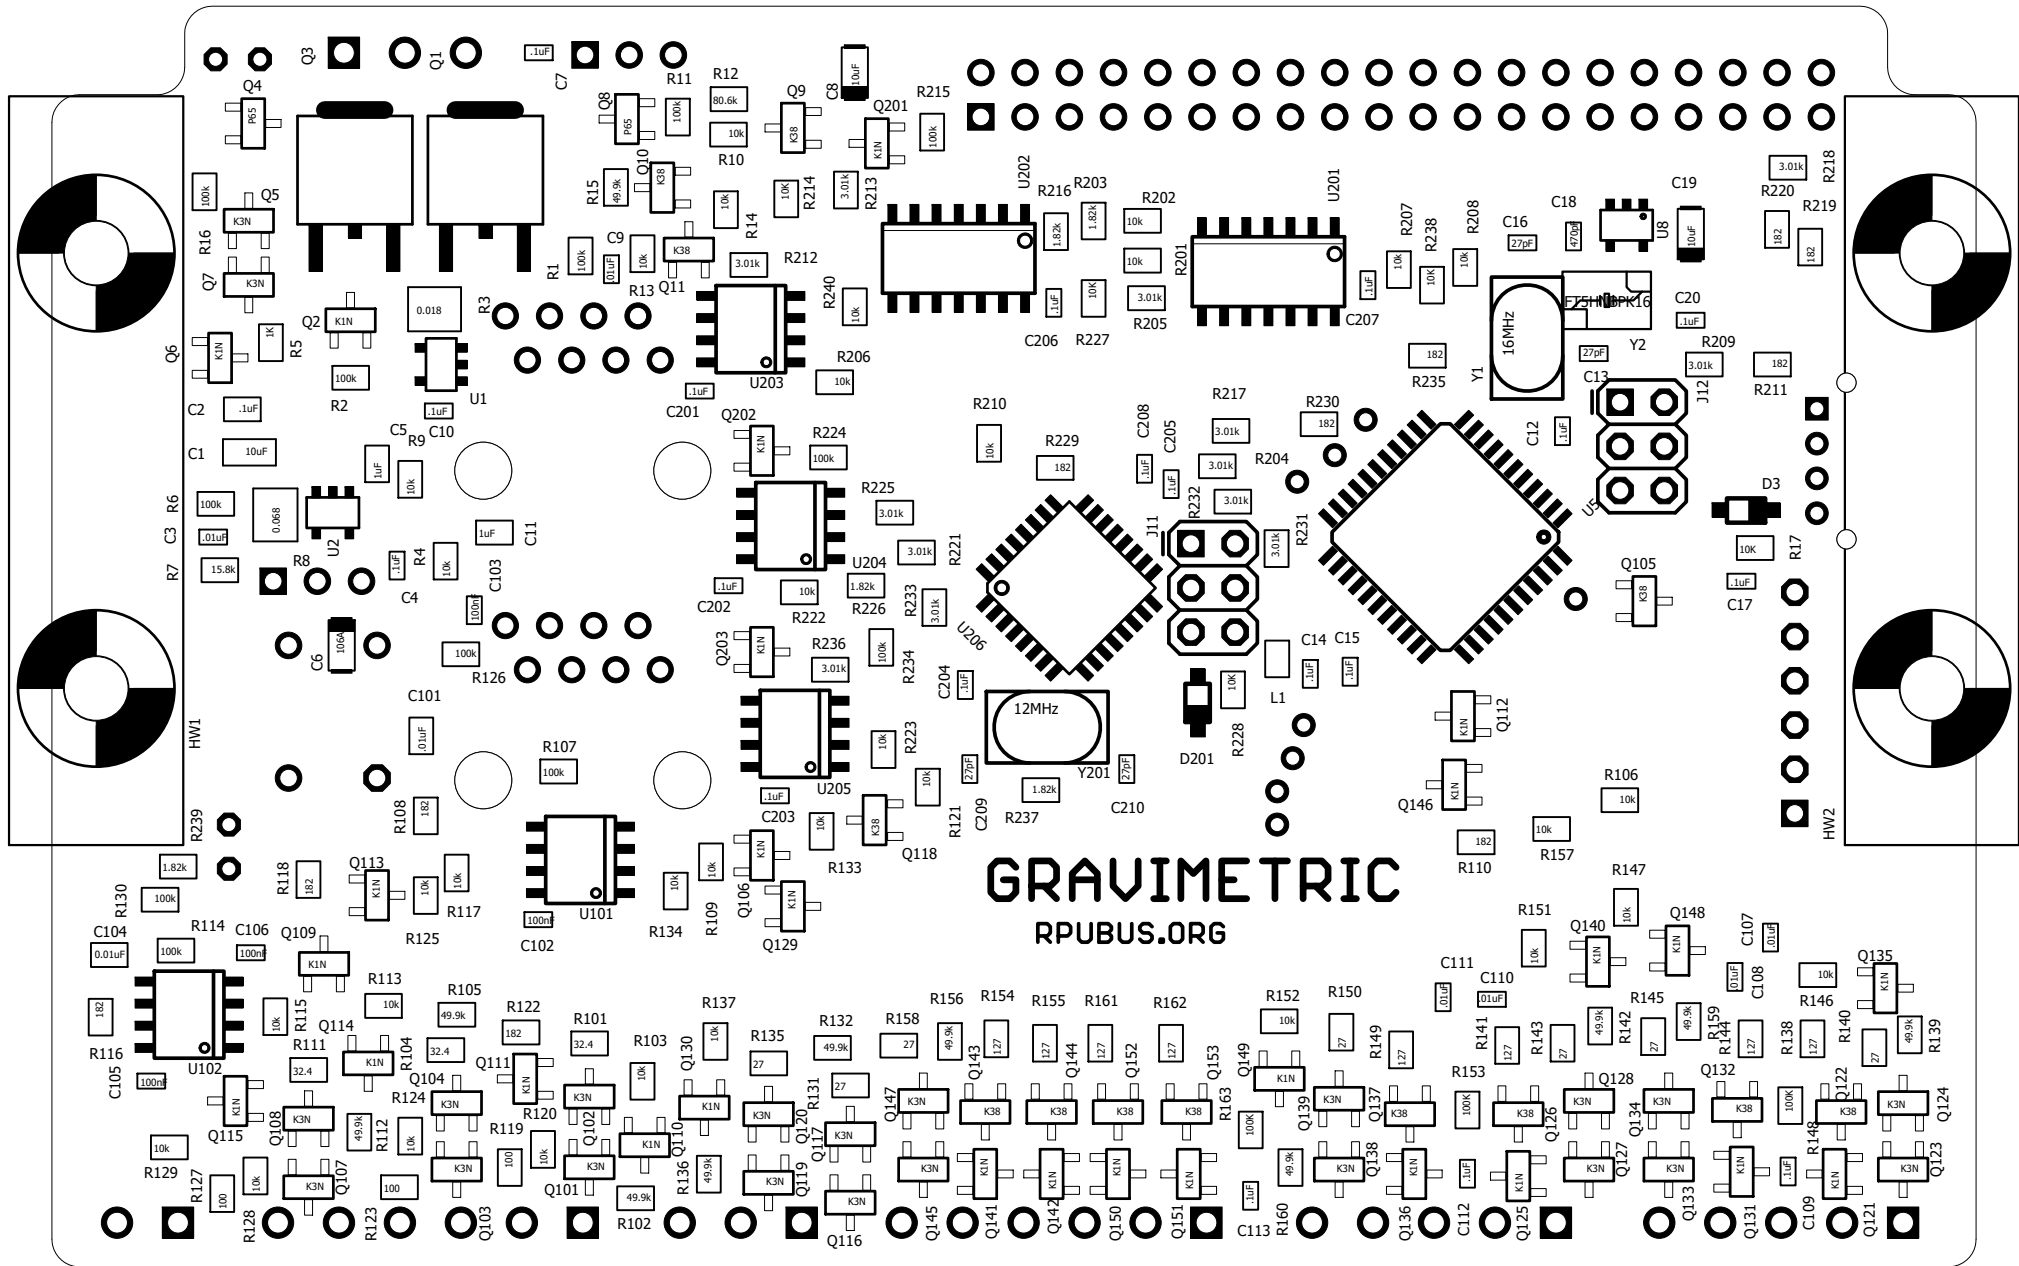 Q3
Q1
.1uF
C7
R11
R12
80.6k
Q9
C8
10uF
Q201
R215
Q4
P65
Q8
P65
100k
10k
R10
K38
K1N
100k
100k
Q5
K3N
R16
R15
49.9k
Q10
K38
10k
R14
10K
R214
3.01k
R213
U202
R216
1.82k
R203
1.82k
R202
10k
U201
R207
R238
R208
C16
27pF
C18
470pF
U8
C19
10uF
3.01k
R218
R220
182
R219
182
Q7
K3N
R1
100k
C9
.01uF
10k
R13
K38
Q11
3.01k
R212
R240
10k
10k
R201
.1uF
C206
10K
R227
3.01k
R205
.1uF
C207
10k
10K
10k
16MHz
Y1
FT5HNBPK16
C20
.1uF
Y2
Q6
K1N
1K
R5
Q2
K1N
0.018
R3
U203
R206
10k
182
R235
27pF
C13
R209
3.01k
182
R211
J12
C2
.1uF
100k
R2
U1
.1uF
C10
.1uF
C201
Q202
K1N
R210
10k
R217
3.01k
R230
182
C12
.1uF
C1
10uF
C5
1uF
R9
10k
R224
100k
R229
182
C208
.1uF
C205
.1uF
3.01k
R204
R232
3.01k
D3
R6
100k
0.068
U2
1uF
C11
R225
3.01k
U5
C3
.01uF
R7
15.8k
R8
.1uF
C4
R4
10k
C103
100nF
U204
3.01k
R221
J11
3.01k
R231
10K
R17
.1uF
C202
10k
R222
1.82k
R226
R233
3.01k
U206
Q105
K38
.1uF
C17
C6
106A
100k
R126
Q203
K1N
R236
3.01k
100k
R234
C204
.1uF
L1
C14
.1uF
C15
.1uF
HW1
C101
.01uF
12MHz
Y201
D201
10K
R228
K1N
Q112
R107
100k
U205
10k
R223
27pF
C209
1.82k
R237
27pF
C210
Q146
K1N
R106
10k
HW2
R239
1.82k
R108
182
.1uF
C203
10k
R133
K38
Q118
10k
R121
182
R110
10k
R157
R130
100k
R118
182
Q113
K1N
10k
R125
10k
R117
U101
10k
R134
10k
R109
Q106
K1N
K1N
Q129
GRAVIMETRIC
RPUBUS.ORG
R147
10k
C104
0.01uF
R114
100k
C106
100nF
Q109
K1N
100nF
C102
R151
10k
Q140
K1N
Q148
K1N
C107
.01uF
.01uF
C108
10k
R146
Q135
K1N
182
R116
U102
10k
R115
R113
10k
R105
49.9k
R122
182
R101
32.4
R137
10k
R132
49.9k
R158
27
R156
49.9k
R154
127
R155
127
R161
127
R162
127
R152
10k
R150
27
C111
.01uF
C110
.01uF
R149
127
R141
127
R143
27
49.9k
R142
R145
27
49.9k
R159
R144
127
R138
127
R140
27
49.9k
R139
C105
100nF
R111
32.4
Q114
K1N
R104
32.4
Q111
K1N
R103
10k
Q130
K1N
R135
27
R131
27
Q115
K1N
Q108
K3N
49.9k
R112
R124
10k
Q104
K3N
R119
100
R120
10k
K3N
Q102
K1N
Q110
K3N
Q120
Q117
K3N
Q147
K3N
Q143
K38
K38
Q144
K38
Q152
K38
Q153
R163
100K
Q149
K1N
Q139
K3N
Q137
K38
R153
100K
K38
Q126
K3N
Q128
Q134
K3N
Q132
K38
100K
R148
Q122
K38
K3N
Q124
10k
R129
R127
100
10k
R128
K3N
Q107
100
R123
K3N
Q103
K3N
Q101
49.9k
R102
R136
49.9k
K3N
Q119
K3N
Q116
K3N
Q145
K1N
Q141
K1N
Q142
K1N
Q150
K1N
Q151
.1uF
C113
49.9k
R160
K3N
Q138
K1N
Q136
.1uF
C112
K1N
Q125
K3N
Q127
K3N
Q133
K1N
Q131
.1uF
C109
K1N
Q121
K3N
Q123